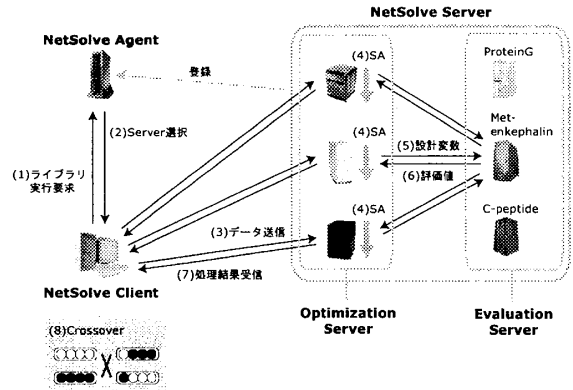 NetSolve Server
NetSolve Agent
登録
(4)SA
ProteinG
(2)Server選択
(1)ライブラリ
実行要求
(4)SA
Met-
enkephalin
(5)設計変数
(6)評価値
(3)データ送信
(4)SA
C-peptide
(7)処理結果受信
NetSolve Client
Optimization
Server
Evaluation
Server
(8)Crossover